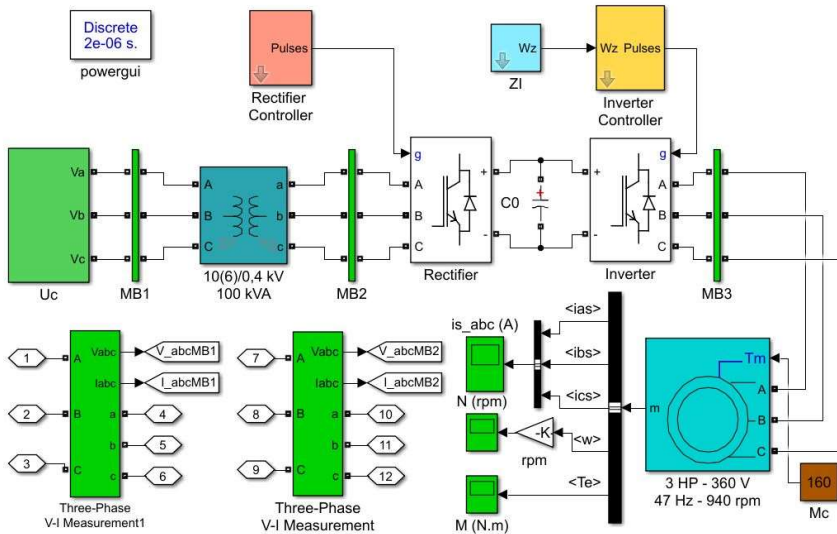 Discrete
2e-06 s.
powergui
Pulses
Rectifier
Controller
Wz
ZI
Wz Pulses
Inverter
Controller
Va
Vb
Vc
Uc
MB1
A
B
C
a
b
c
10(6)/0,4 kV
100 kVA
MB2
g
A
B
C
+
-
Rectifier
+
C0
+
-
g
A
B
C
Inverter
MB3
1
2
3
A
B
C
Vabc
Iabc
a
b
c
V_abcMB1
I_abcMB1
4
5
6
Three-Phase
V-I Measurement1
7
8
9
A
B
C
Vabc
Iabc
a
b
c
V_abcMB2
I_abcMB2
10
11
12
Three-Phase
V-I Measurement
is_abc (A)
N (rpm)
-K-
rpm
M (N.m)
<ias>
<ibs>
<ics>
<w>
<Te>
m
Tm
A
B
C
3 HP - 360 V
47 Hz - 940 rpm
160
Mc